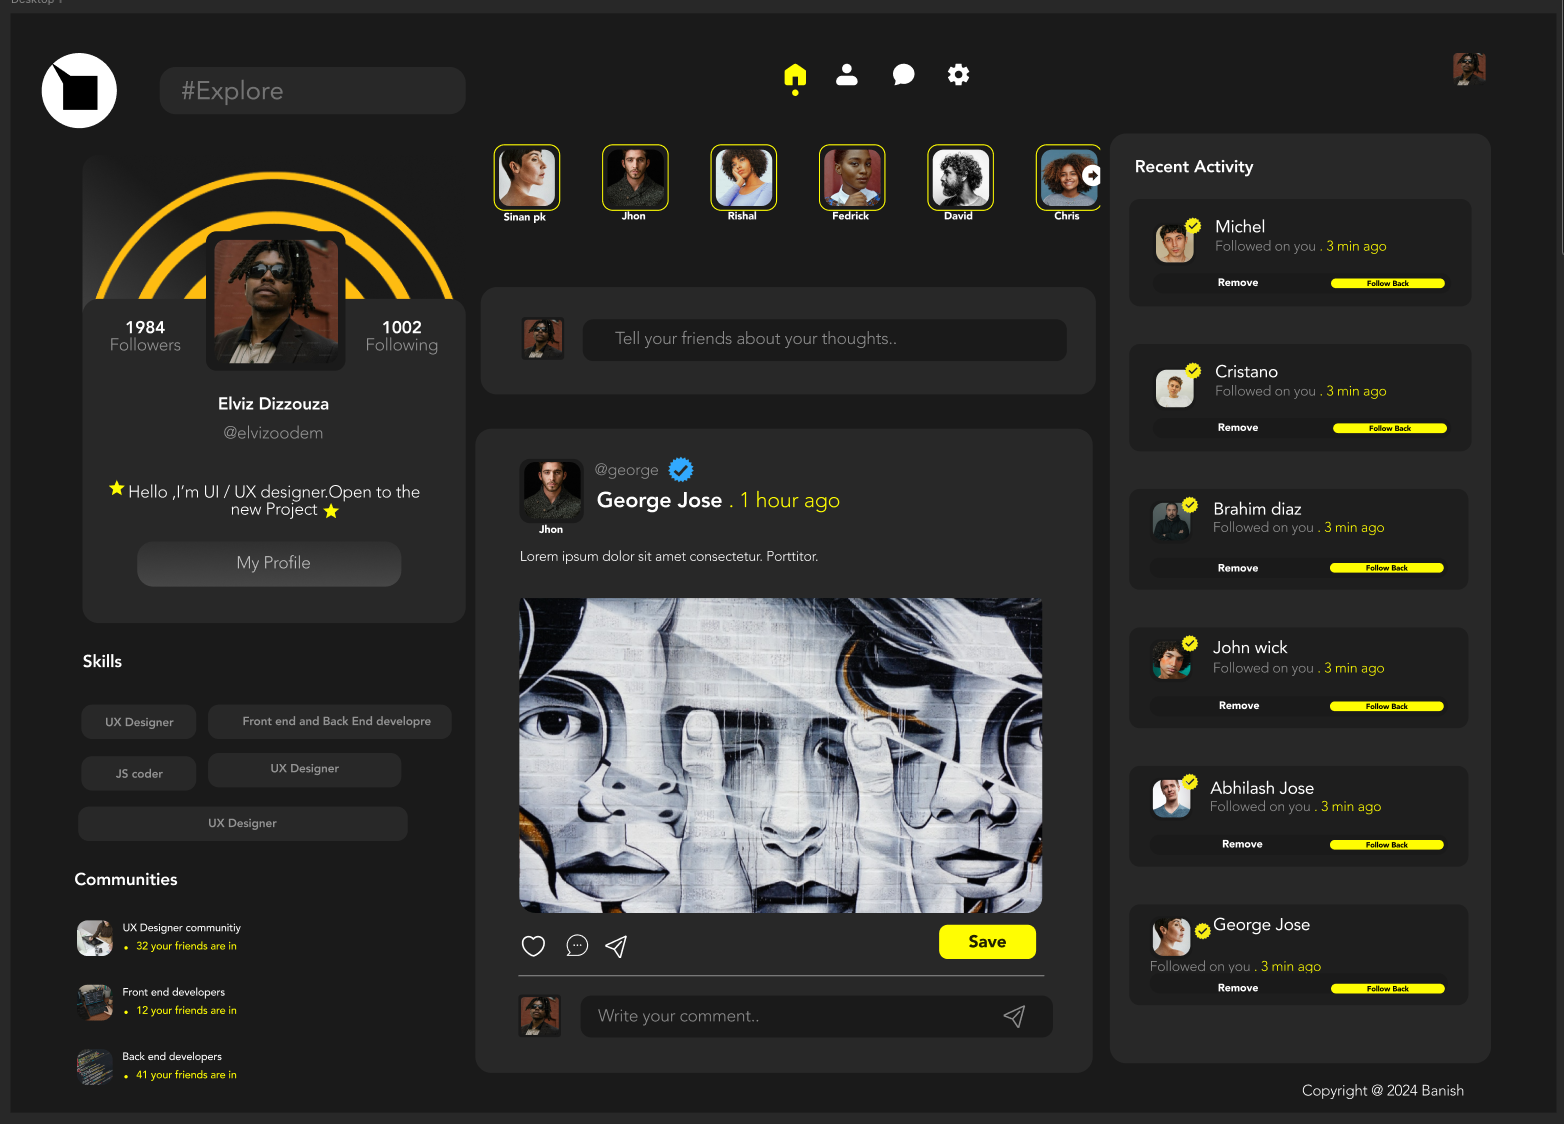 Desktop 1
#Explore
1984
Followers
1002
Following
Elviz Dizzouza
@elvizoodem
Hello ,I'm UI / UX designer.Open to the
new Project
My Profile
Skills
UX Designer
Front end and Back End develope
JS coder
UX Designer
UX Designer
Communities
UX Designer communitiy
• 32 your friends are in
Front end developers
• 12 your friends are in
Back end developers
• 41 your friends are in
Sinan pk
Jhon
Rishal
Fedrick
David
Chris
Tell your friends about your thoughts..
@george
George Jose . 1 hour ago
Jhon
Lorem ipsum dolor sit amet consectetur. Porttitor.
Save
Write your comment..
Recent Activity
Michel
Followed on you . 3 min ago
Remove
Follow Back
Cristano
Followed on you . 3 min ago
Remove
Follow Back
Brahim diaz
Followed on you . 3 min ago
Remove
Follow Back
John wick
Followed on you . 3 min ago
Remove
Follow Back
Abhilash Jose
Followed on you . 3 min ago
Remove
Follow Back
George Jose
Followed on you . 3 min ago
Remove
Follow Back
Copyright @ 2024 Banish